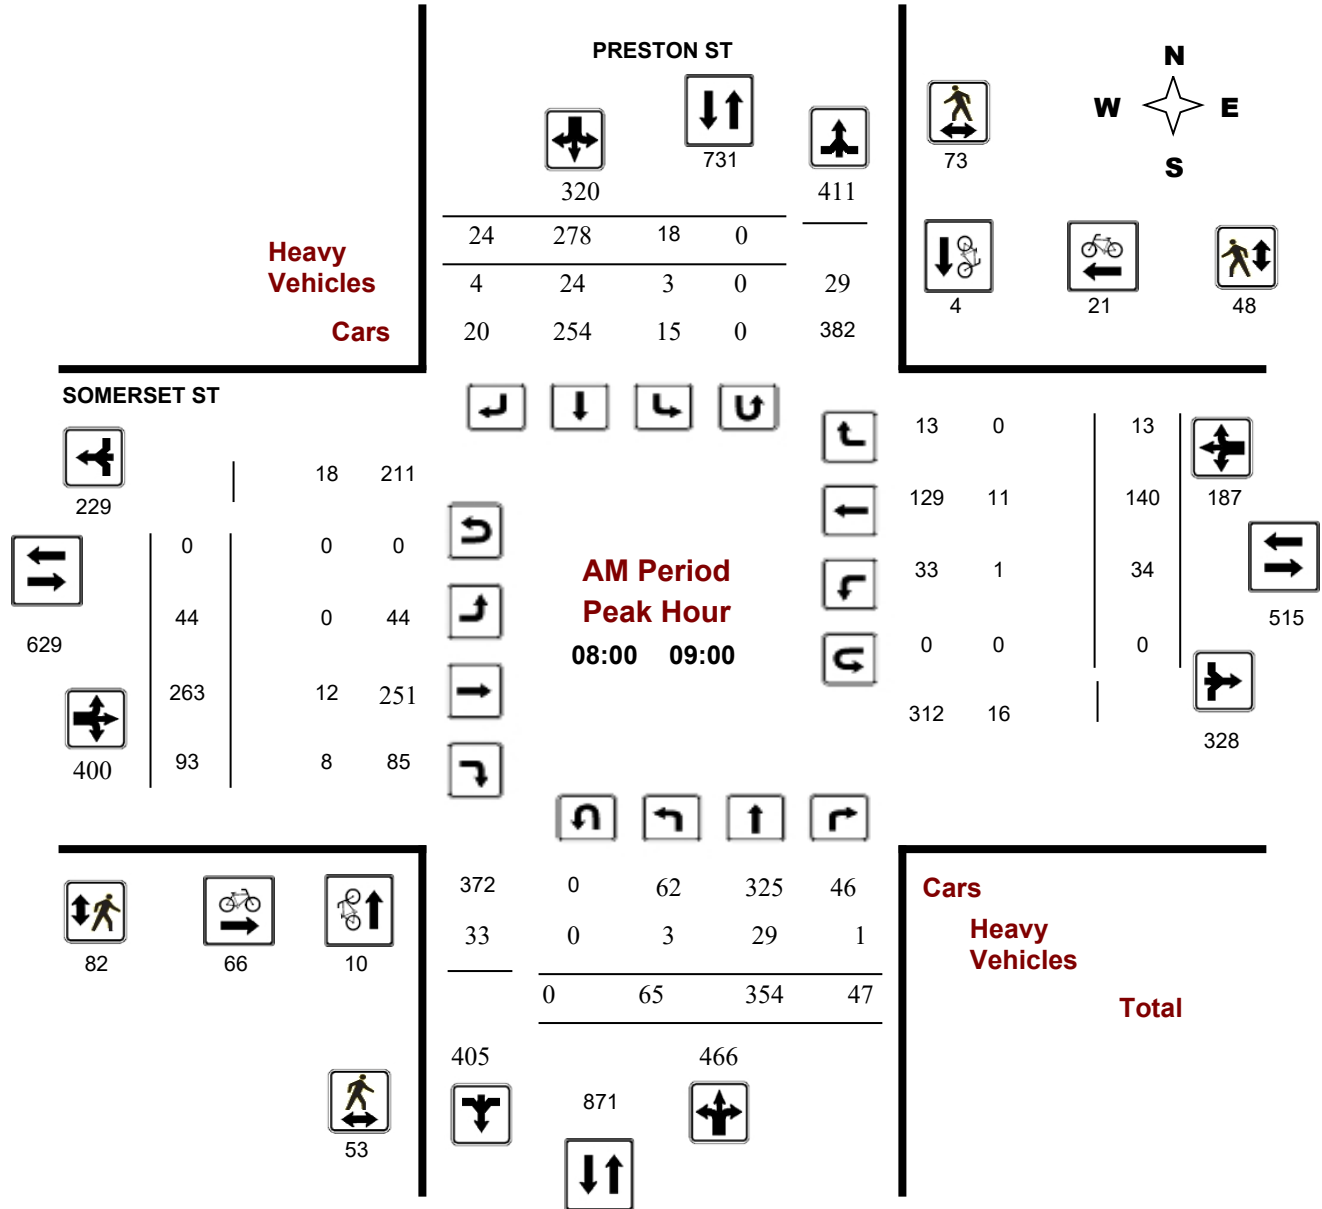 PRESTON ST
N
W E
S
731
73
320
411
24 278 18 0
Heavy
Vehicles
4 24 3 0 29
4 21 48
Cars
20 254 15 0 382
SOMERSET ST
13 0 13
18 211
229
129 11 140 187
0 0 0
AM Period
33 1 34
Peak Hour
44 0 44
515
629
08:00 09:00
0 0 0
263 12 251
312 16
328
400
93 8 85
372 0 62 325 46
Cars
33 0 3 29 1
Heavy
Vehicles
82 66 10
0 65 354 47
Total
405 466
871
53